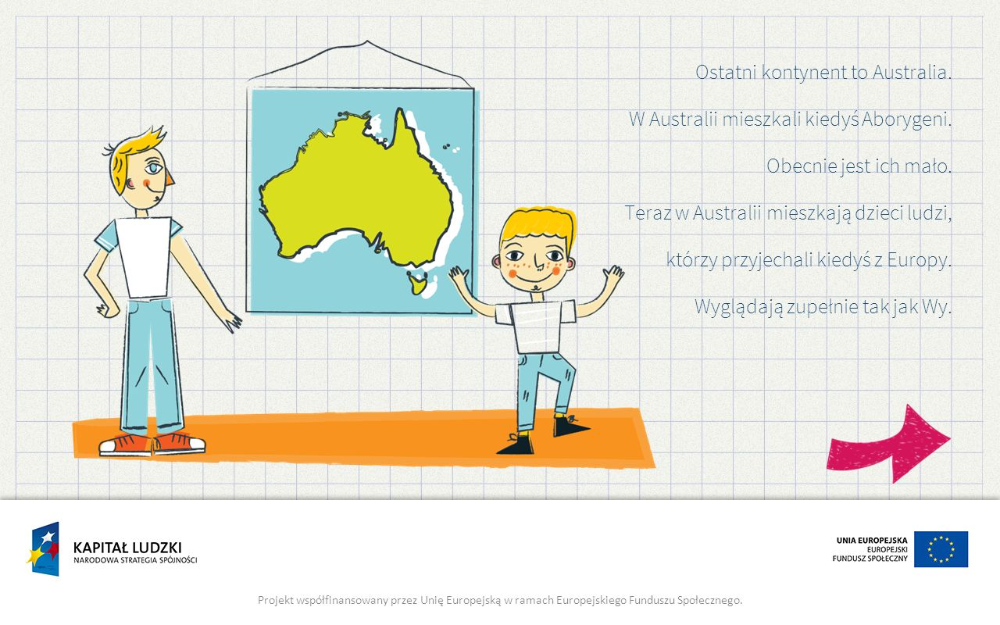 Ostatni kontynent to Australia.
W Australii mieszkali kiedyś Aborygeni.
Obecnie jest ich mało.
Teraz w Australii mieszkają dzieci ludzi,
którzy przyjechali kiedyś z Europy.
Wyglądają zupełnie tak jak Wy.
KAPITAŁ LUDZKI
NARODOWA STRATEGIA SPÓJNOŚCI
UNIA EUROPEJSKA
EUROPEJSKI
FUNDUSZ SPOŁECZNY
Projekt współfinansowany przez Unię Europejską w ramach Europejskiego Funduszu Społecznego.